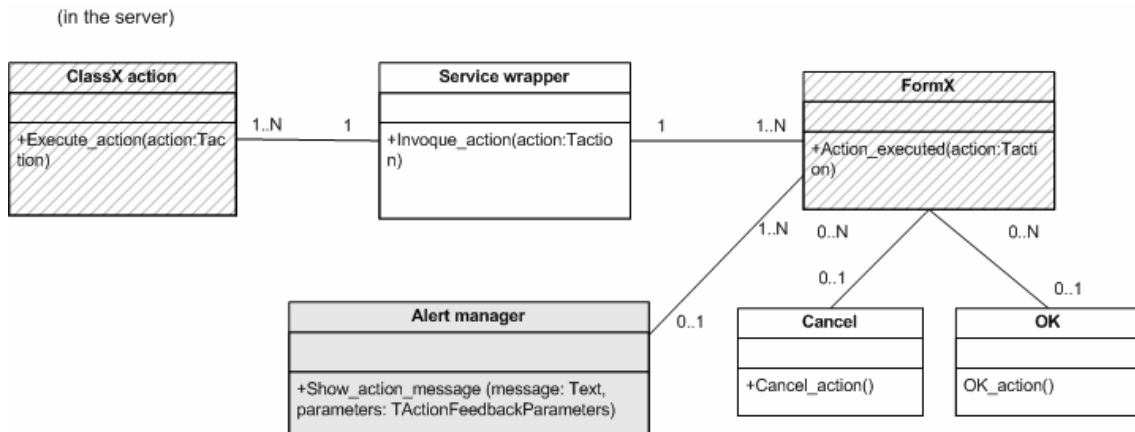 (in the server)
ClassX action
+Execute_action(action:Tac
tion)
1..N
1
Service wrapper
+Invoque_action(action:Tactio
n)
1
1..N
FormX
+Action_executed(action:Tacti
on)
1..N
0..N
0..N
0..1
0..1
0..1
Alert manager
+Show_action_message (message: Text,
parameters: TActionFeedbackParameters)
Cancel
+Cancel_action()
OK
OK_action()